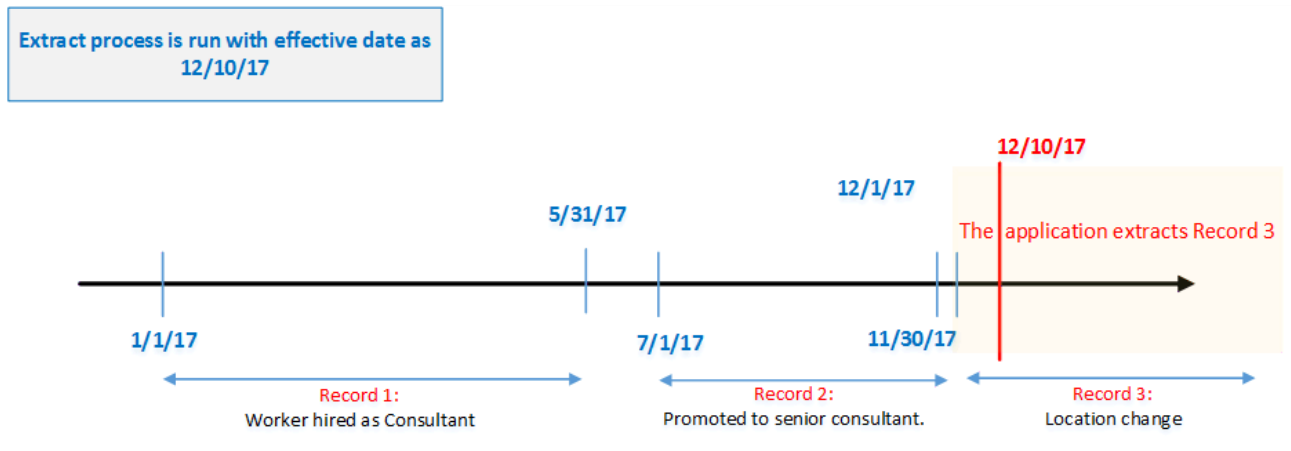 Extract process is run with effective date as
12/10/17
12/10/17
12/1/17
5/31/17
The application extracts Record 3
1/1/17
7/1/17
11/30/17
Record 1:
Worker hired as Consultant
Record 2:
Promoted to senior consultant.
Record 3:
Location change